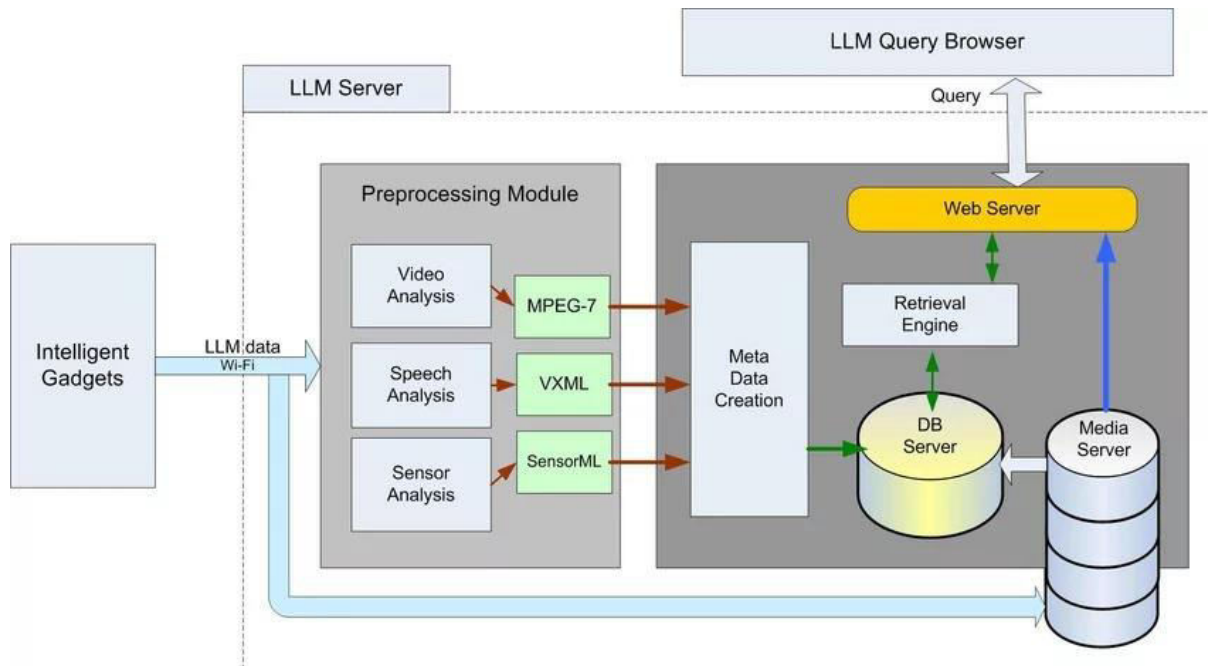 LLM Query Browser
LLM Server
Query
Preprocessing Module
Web Server
Video
Analysis
MPEG-7
Retrieval
Engine
Intelligent
Gadgets
LLM data
Wi-Fi
Speech
Analysis
VXML
Meta
Data
Creation
DB
Server
Media
Server
Sensor
Analysis
SensorML